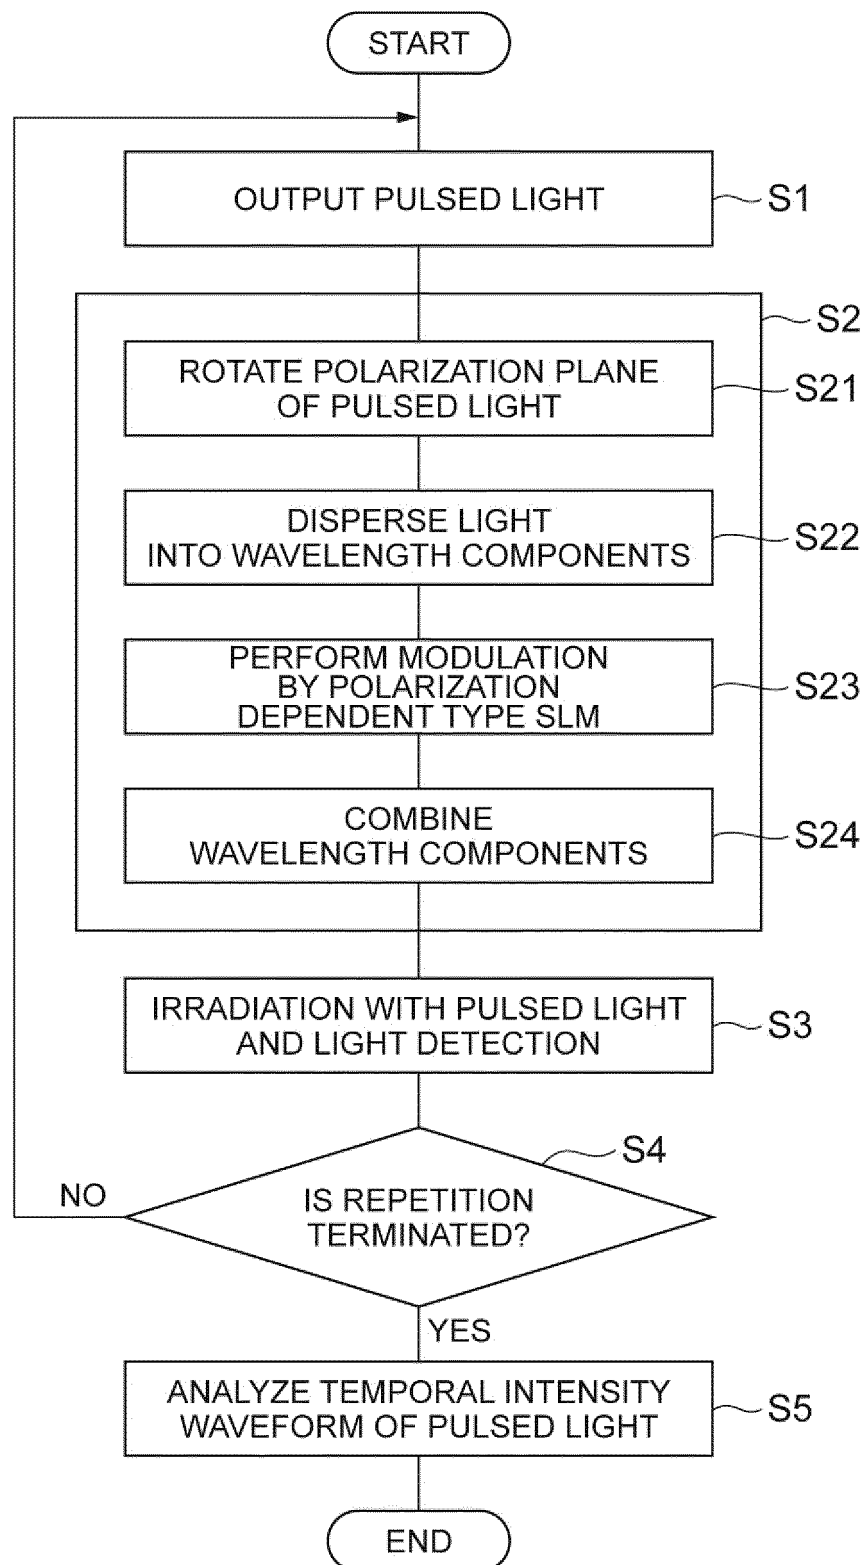 START
OUTPUT PULSED LIGHT
S1
S2
ROTATE POLARIZATION PLANE
OF PULSED LIGHT
S21
DISPERSE LIGHT
INTO WAVELENGTH COMPONENTS
S22
PERFORM MODULATION
BY POLARIZATION
DEPENDENT TYPE SLM
S23
COMBINE
WAVELENGTH COMPONENTS
S24
IRRADIATION WITH PULSED LIGHT
AND LIGHT DETECTION
S3
S4
NO
IS REPETITION
TERMINATED?
YES
ANALYZE TEMPORAL INTENSITY
WAVEFORM OF PULSED LIGHT
S5
END